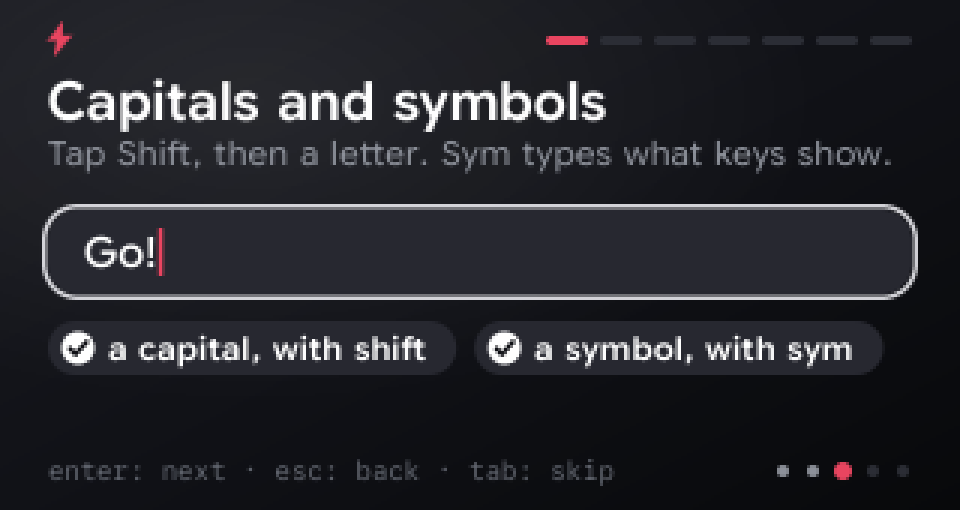 Capitals and symbols
Tap Shift, then a letter. Sym types what keys show.
Go!
a capital, with shift
a symbol, with sym
enter: next · esc: back · tab: skip